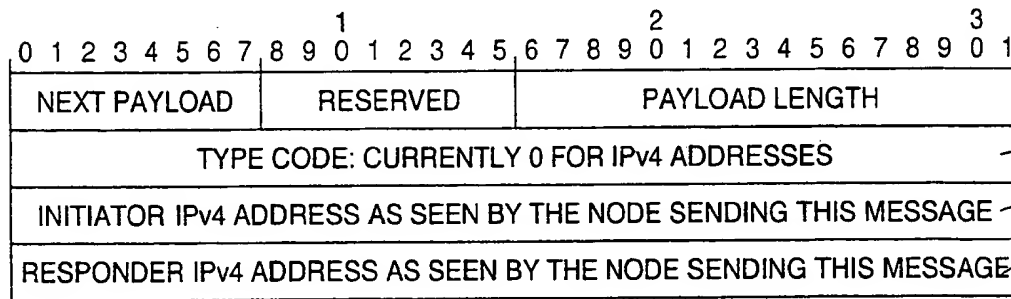 1 2 3
0 1 2 3 4 5 6 7 8 9 0 1 2 3 4 5 6 7 8 9 0 1 2 3 4 5 6 7 8 9 0 1
NEXT PAYLOAD RESERVED PAYLOAD LENGTH
TYPE CODE: CURRENTLY 0 FOR IPv4 ADDRESSES
INITIATOR IPv4 ADDRESS AS SEEN BY THE NODE SENDING THIS MESSAGE
RESPONDER IPv4 ADDRESS AS SEEN BY THE NODE SENDING THIS MESSAGE